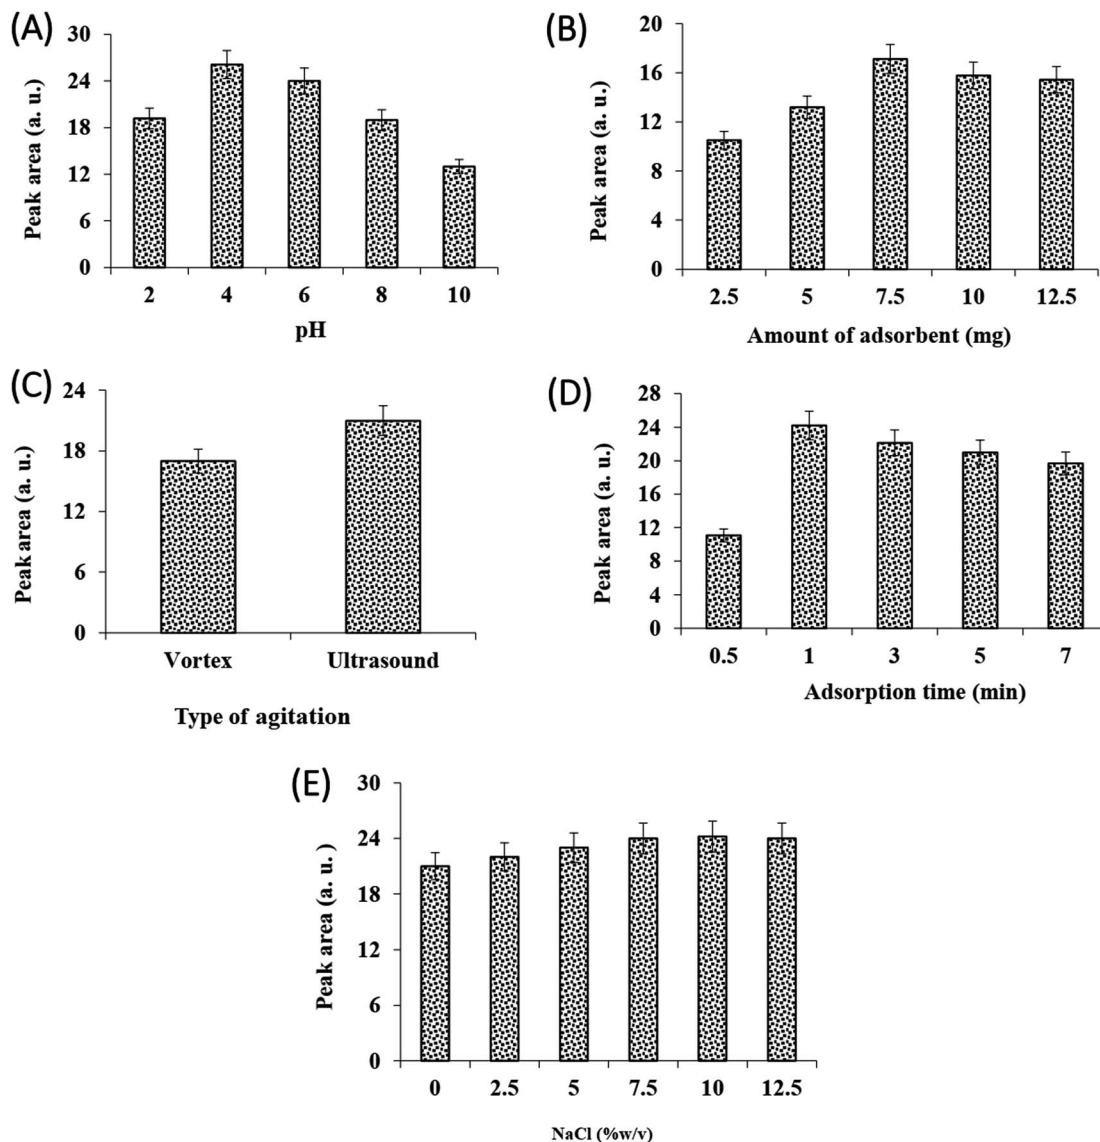 (A)
Peak area (a. u.)
30
24
18
12
6
0
2 4 6 8 10
pH
(B)
Peak area (a. u.)
20
16
12
8
4
0
2.5 5 7.5 10 12.5
Amount of adsorbent (mg)
(C)
Peak area (a. u.)
24
18
12
6
0
Vortex Ultrasound
Type of agitation
(D)
Peak area (a. u.)
28
24
20
16
12
8
4
0
0.5 1 3 5 7
Adsorption time (min)
(E)
Peak area (a. u. )
30
24
18
12
6
0
0 2.5 5 7.5 10 12.5
NaCl (%w/v)